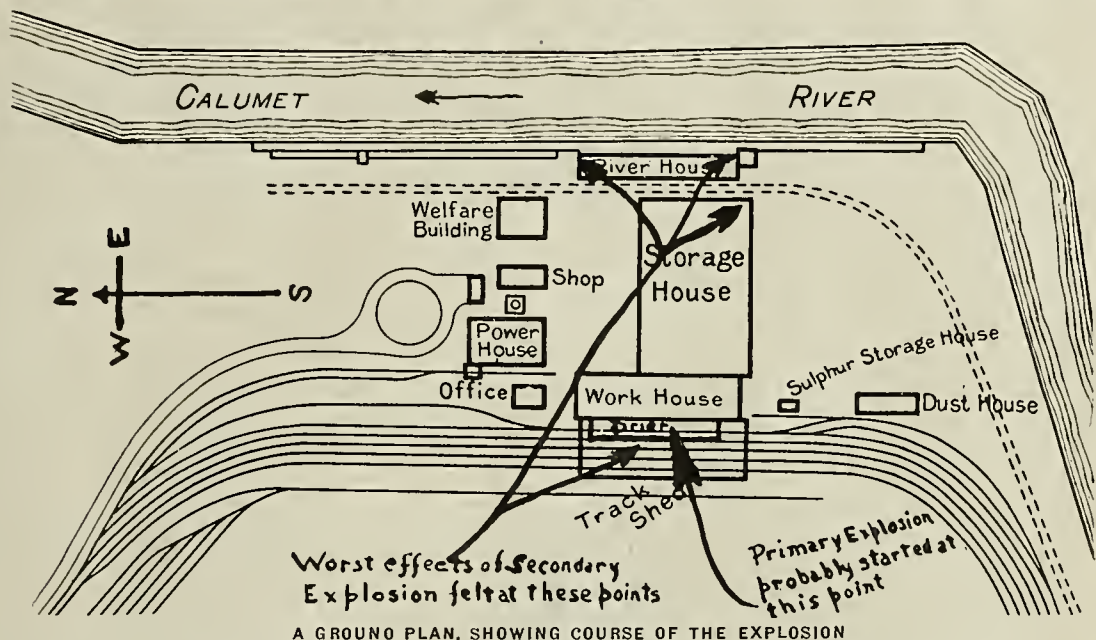 CALUMET RIVER
River House
Welfare
Building
E
N S
W
Shop
Storage
House
Power
House
Sulphur Storage House
Office
Work House
Dust House
Drier
Track
Shed
Worst effects of Secondary
Explosion felt at these points
Primary Explosion
probably started at
this point
A GROUNO PLAN, SHOWING COURSE OF THE EXPLOSION